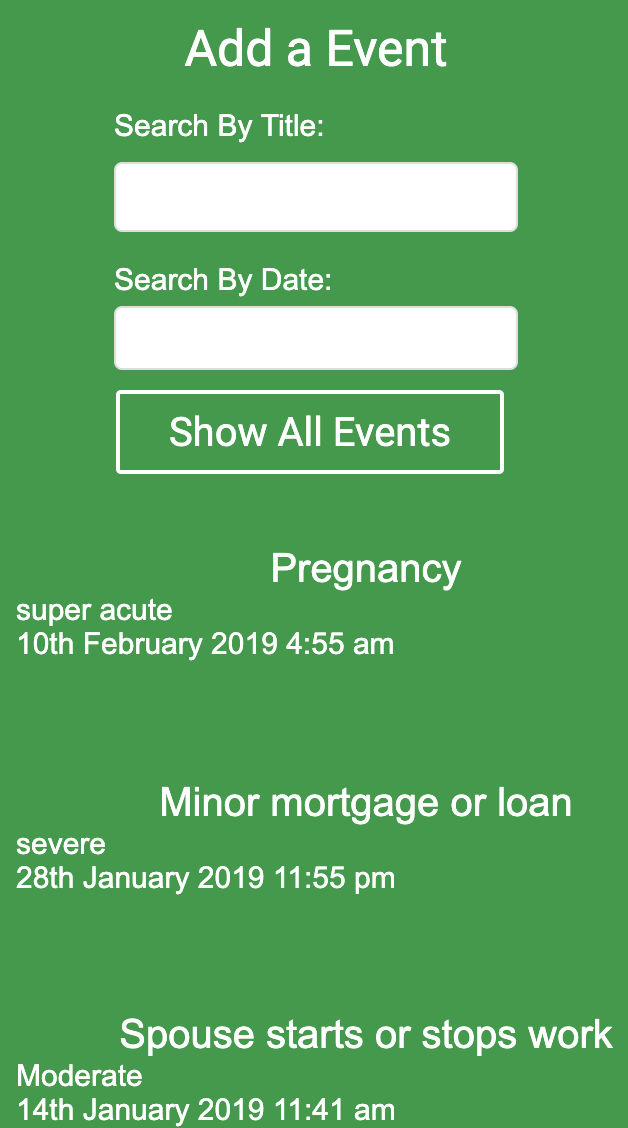 Add a Event
Search By Title:
Search By Date:
Show All Events
Pregnancy
super acute
10th February 2019 4:55 am
Minor mortgage or loan
severe
28th January 2019 11:55 pm
Spouse starts or stops work
Moderate
14th January 2019 11:41 am